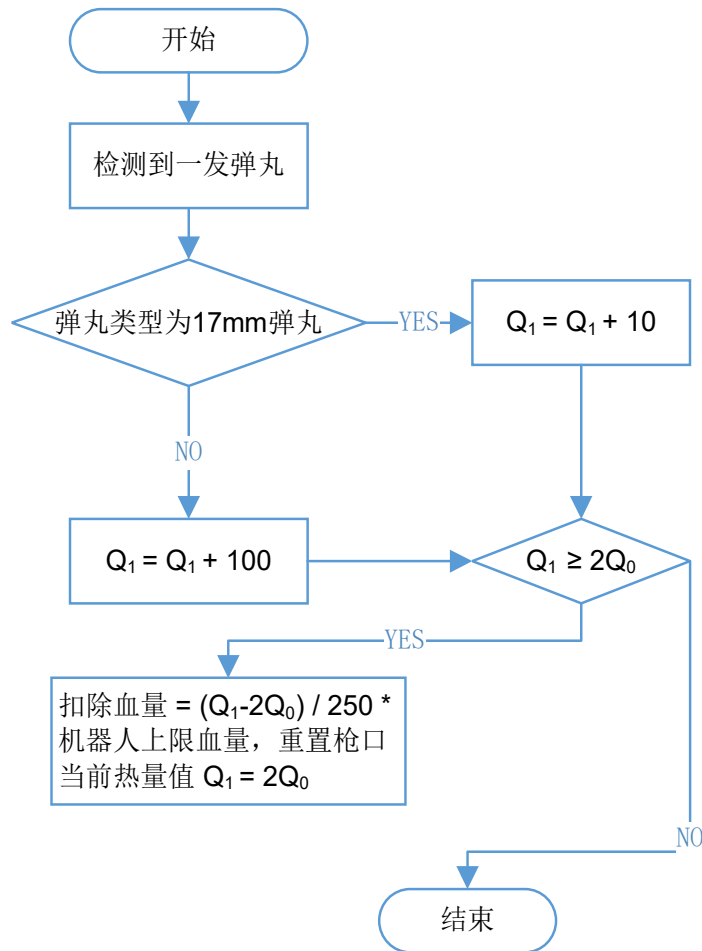 开始
检测到一发弹丸
弹丸类型为17mm弹丸
YES
Q₁ = Q₁ + 10
NO
Q₁ = Q₁ + 100
Q₁ ≥ 2Q₀
YES
扣除血量 = (Q₁-2Q₀) / 250 *
机器人上限血量，重置枪口
当前热量值 Q₁ = 2Q₀
NO
结束